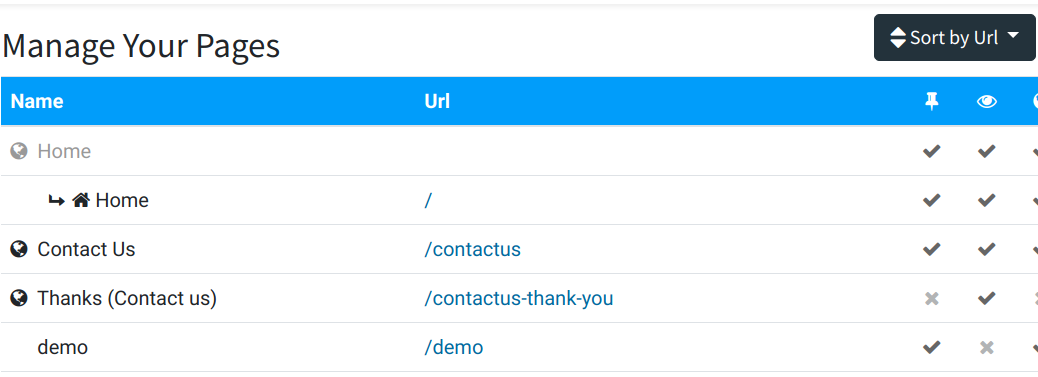 Manage Your Pages
Sort by Url
Name Url
Home
Home /
Contact Us /contactus
Thanks (Contact us) /contactus-thank-you
demo /demo